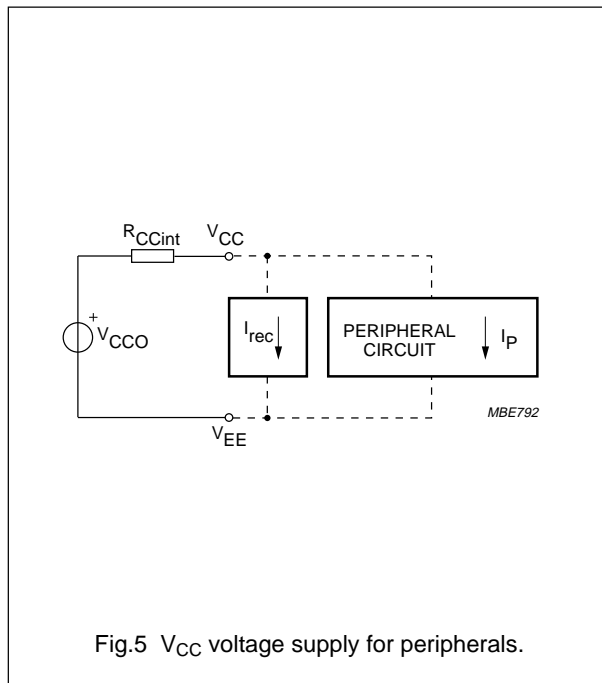 R_CCint V_CC
+
V_CCO
I_rec
PERIPHERAL
CIRCUIT
I_P
MBE792
V_EE
Fig.5 V_CC voltage supply for peripherals.